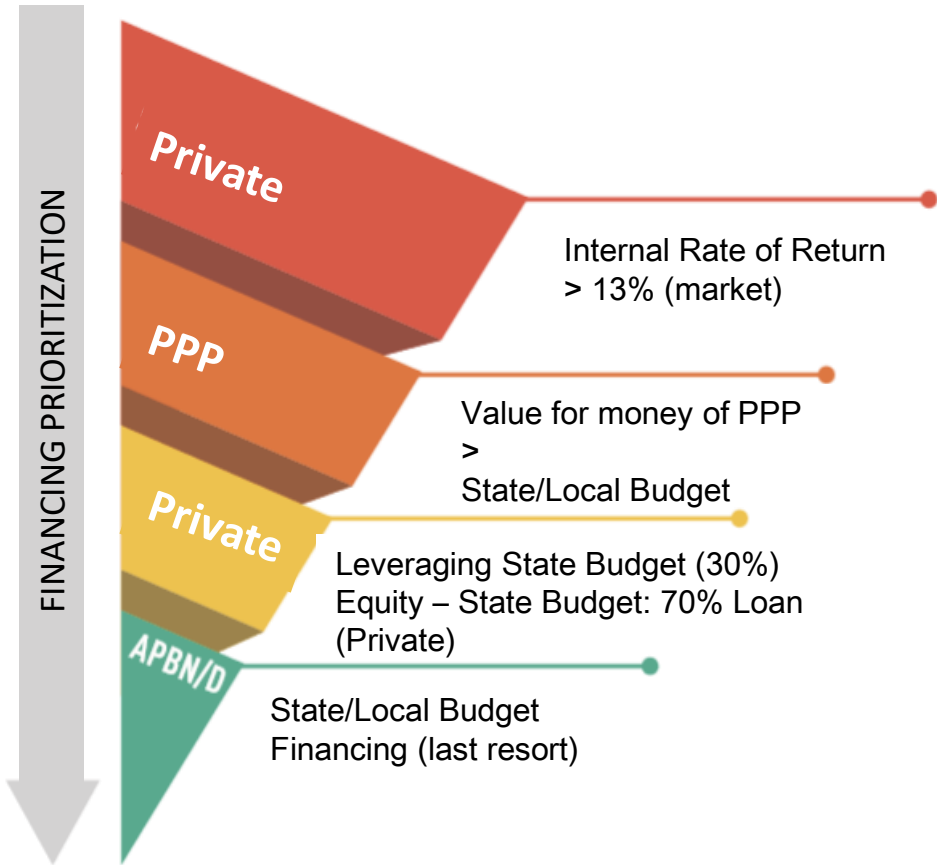 FINANCING PRIORITIZATION
Private
Internal Rate of Return
> 13% (market)
PPP
Value for money of PPP
>
State/Local Budget
Private
Leveraging State Budget (30%)
Equity – State Budget: 70% Loan
(Private)
APBN/D
State/Local Budget
Financing (last resort)